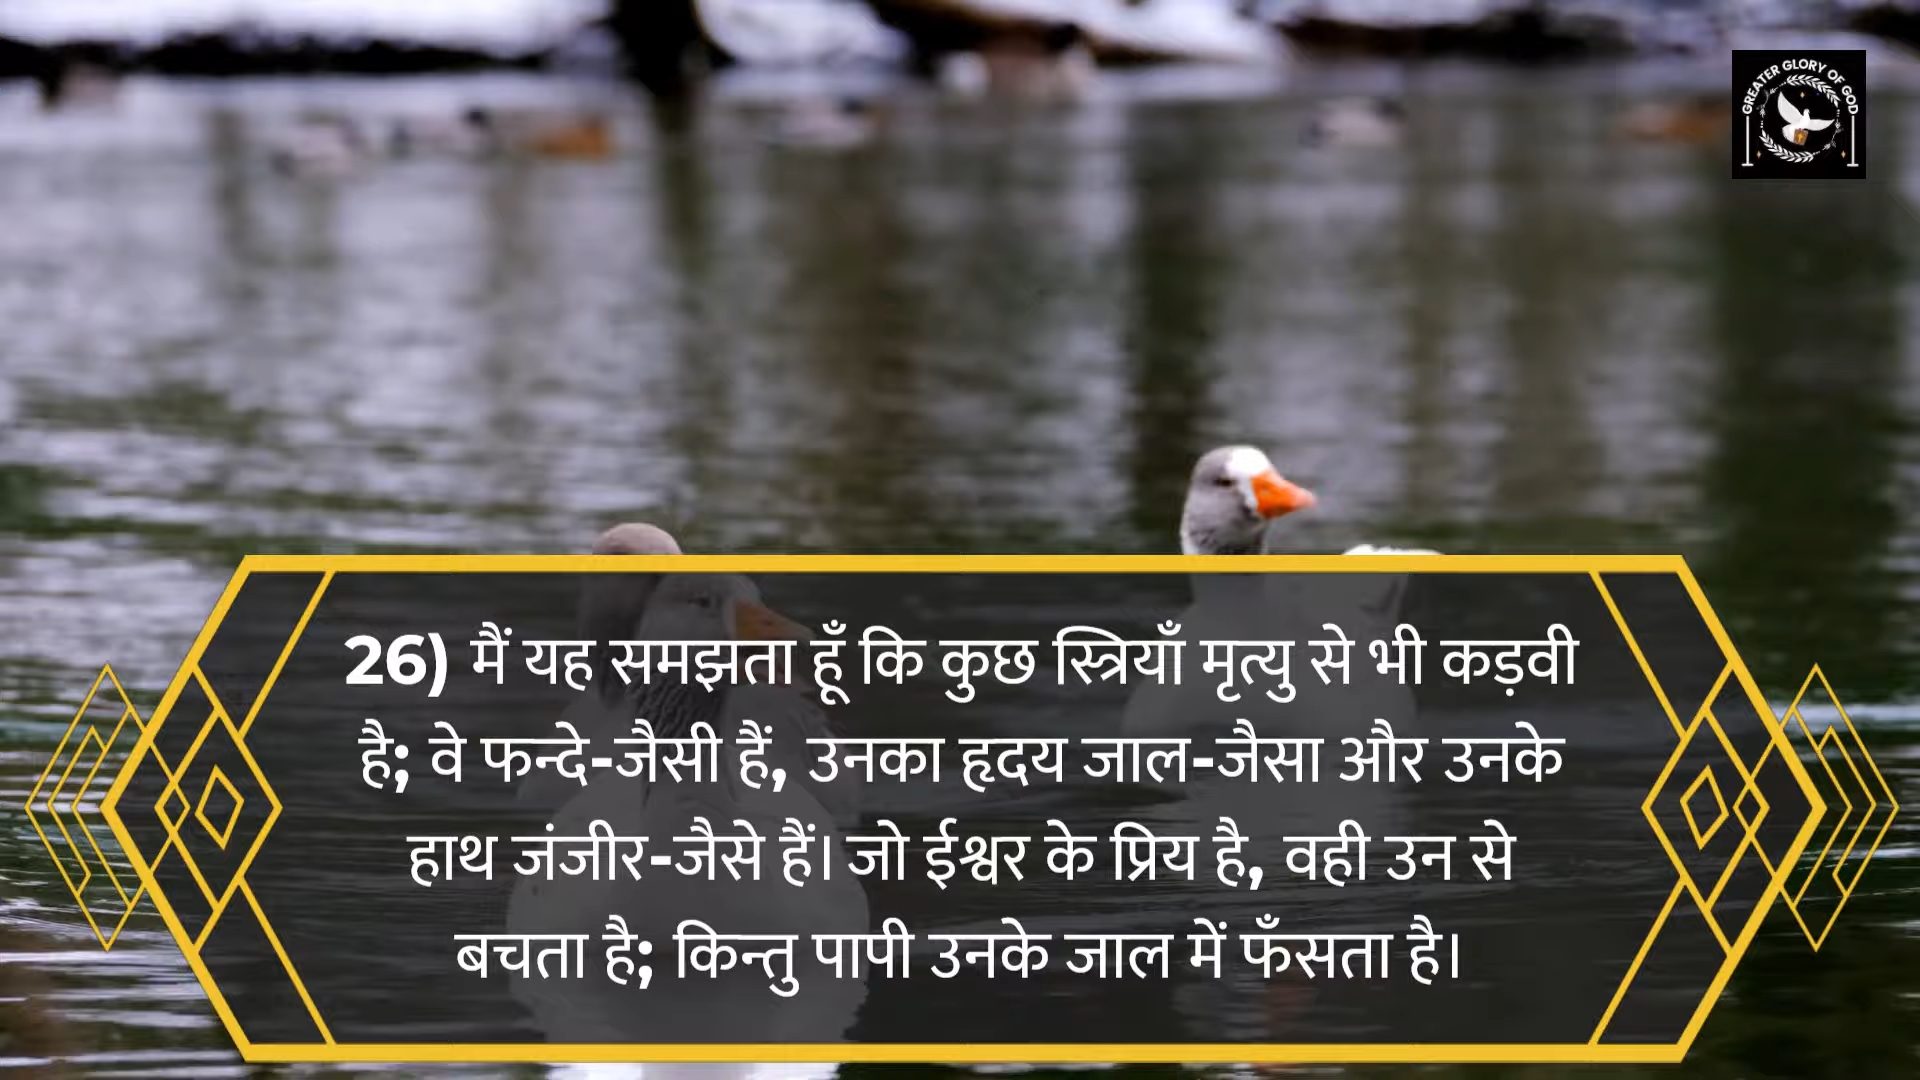 GREATER GLORY OF GOD
26) मैं यह समझता हूँ कि कुछ स्त्रियाँ मृत्यु से भी कड़वी
है; वे फन्दे-जैसी हैं, उनका हृदय जाल-जैसा और उनके
हाथ जंजीर-जैसे हैं। जो ईश्वर के प्रिय है, वही उन से
बचता है; किन्तु पापी उनके जाल में फँसता है।